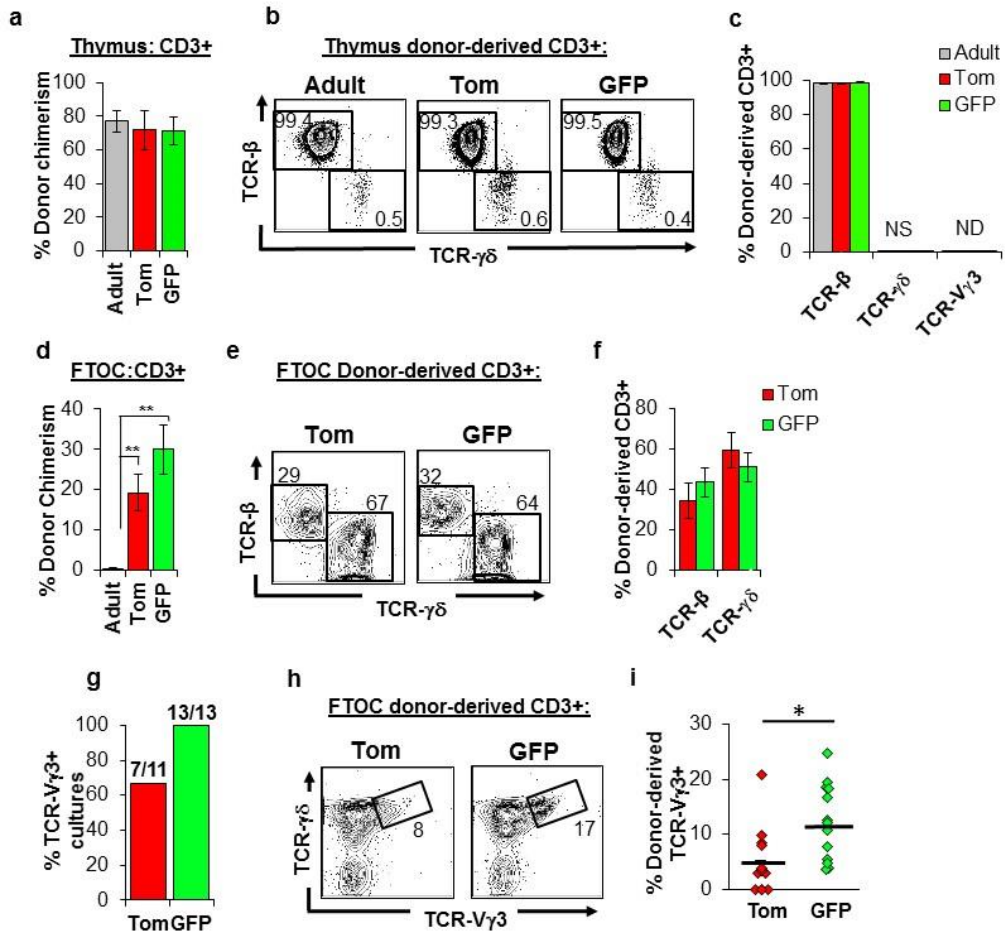 a
Thymus: CD3+
% Donor chimerism
100
80
60
40
20
0
Adult
Tom
GFP
b
Thymus donor-derived CD3+:
Adult
Tom
GFP
99.4
99.3
99.5
0.5
0.6
0.4
TCR-β
TCR-γδ
c
Adult
Tom
GFP
% Donor-derived CD3+
100
80
60
40
20
0
NS
ND
TCR-β
TCR-γδ
TCR-Vγ3
d
FTOC:CD3+
% Donor Chimerism
40
30
20
10
0
**
**
Adult
Tom
GFP
e
FTOC Donor-derived CD3+:
Tom
GFP
29
67
32
64
TCR-β
TCR-γδ
f
Tom
GFP
% Donor-derived CD3+
80
60
40
20
0
TCR-β
TCR-γδ
g
% TCR-Vγ3+
cultures
100
80
60
40
20
0
7/11
13/13
Tom GFP
h
FTOC donor-derived CD3+:
Tom
GFP
8
17
TCR-γδ
TCR-Vγ3
i
% Donor-derived
TCR-Vγ3+
30
20
10
0
*
Tom
GFP